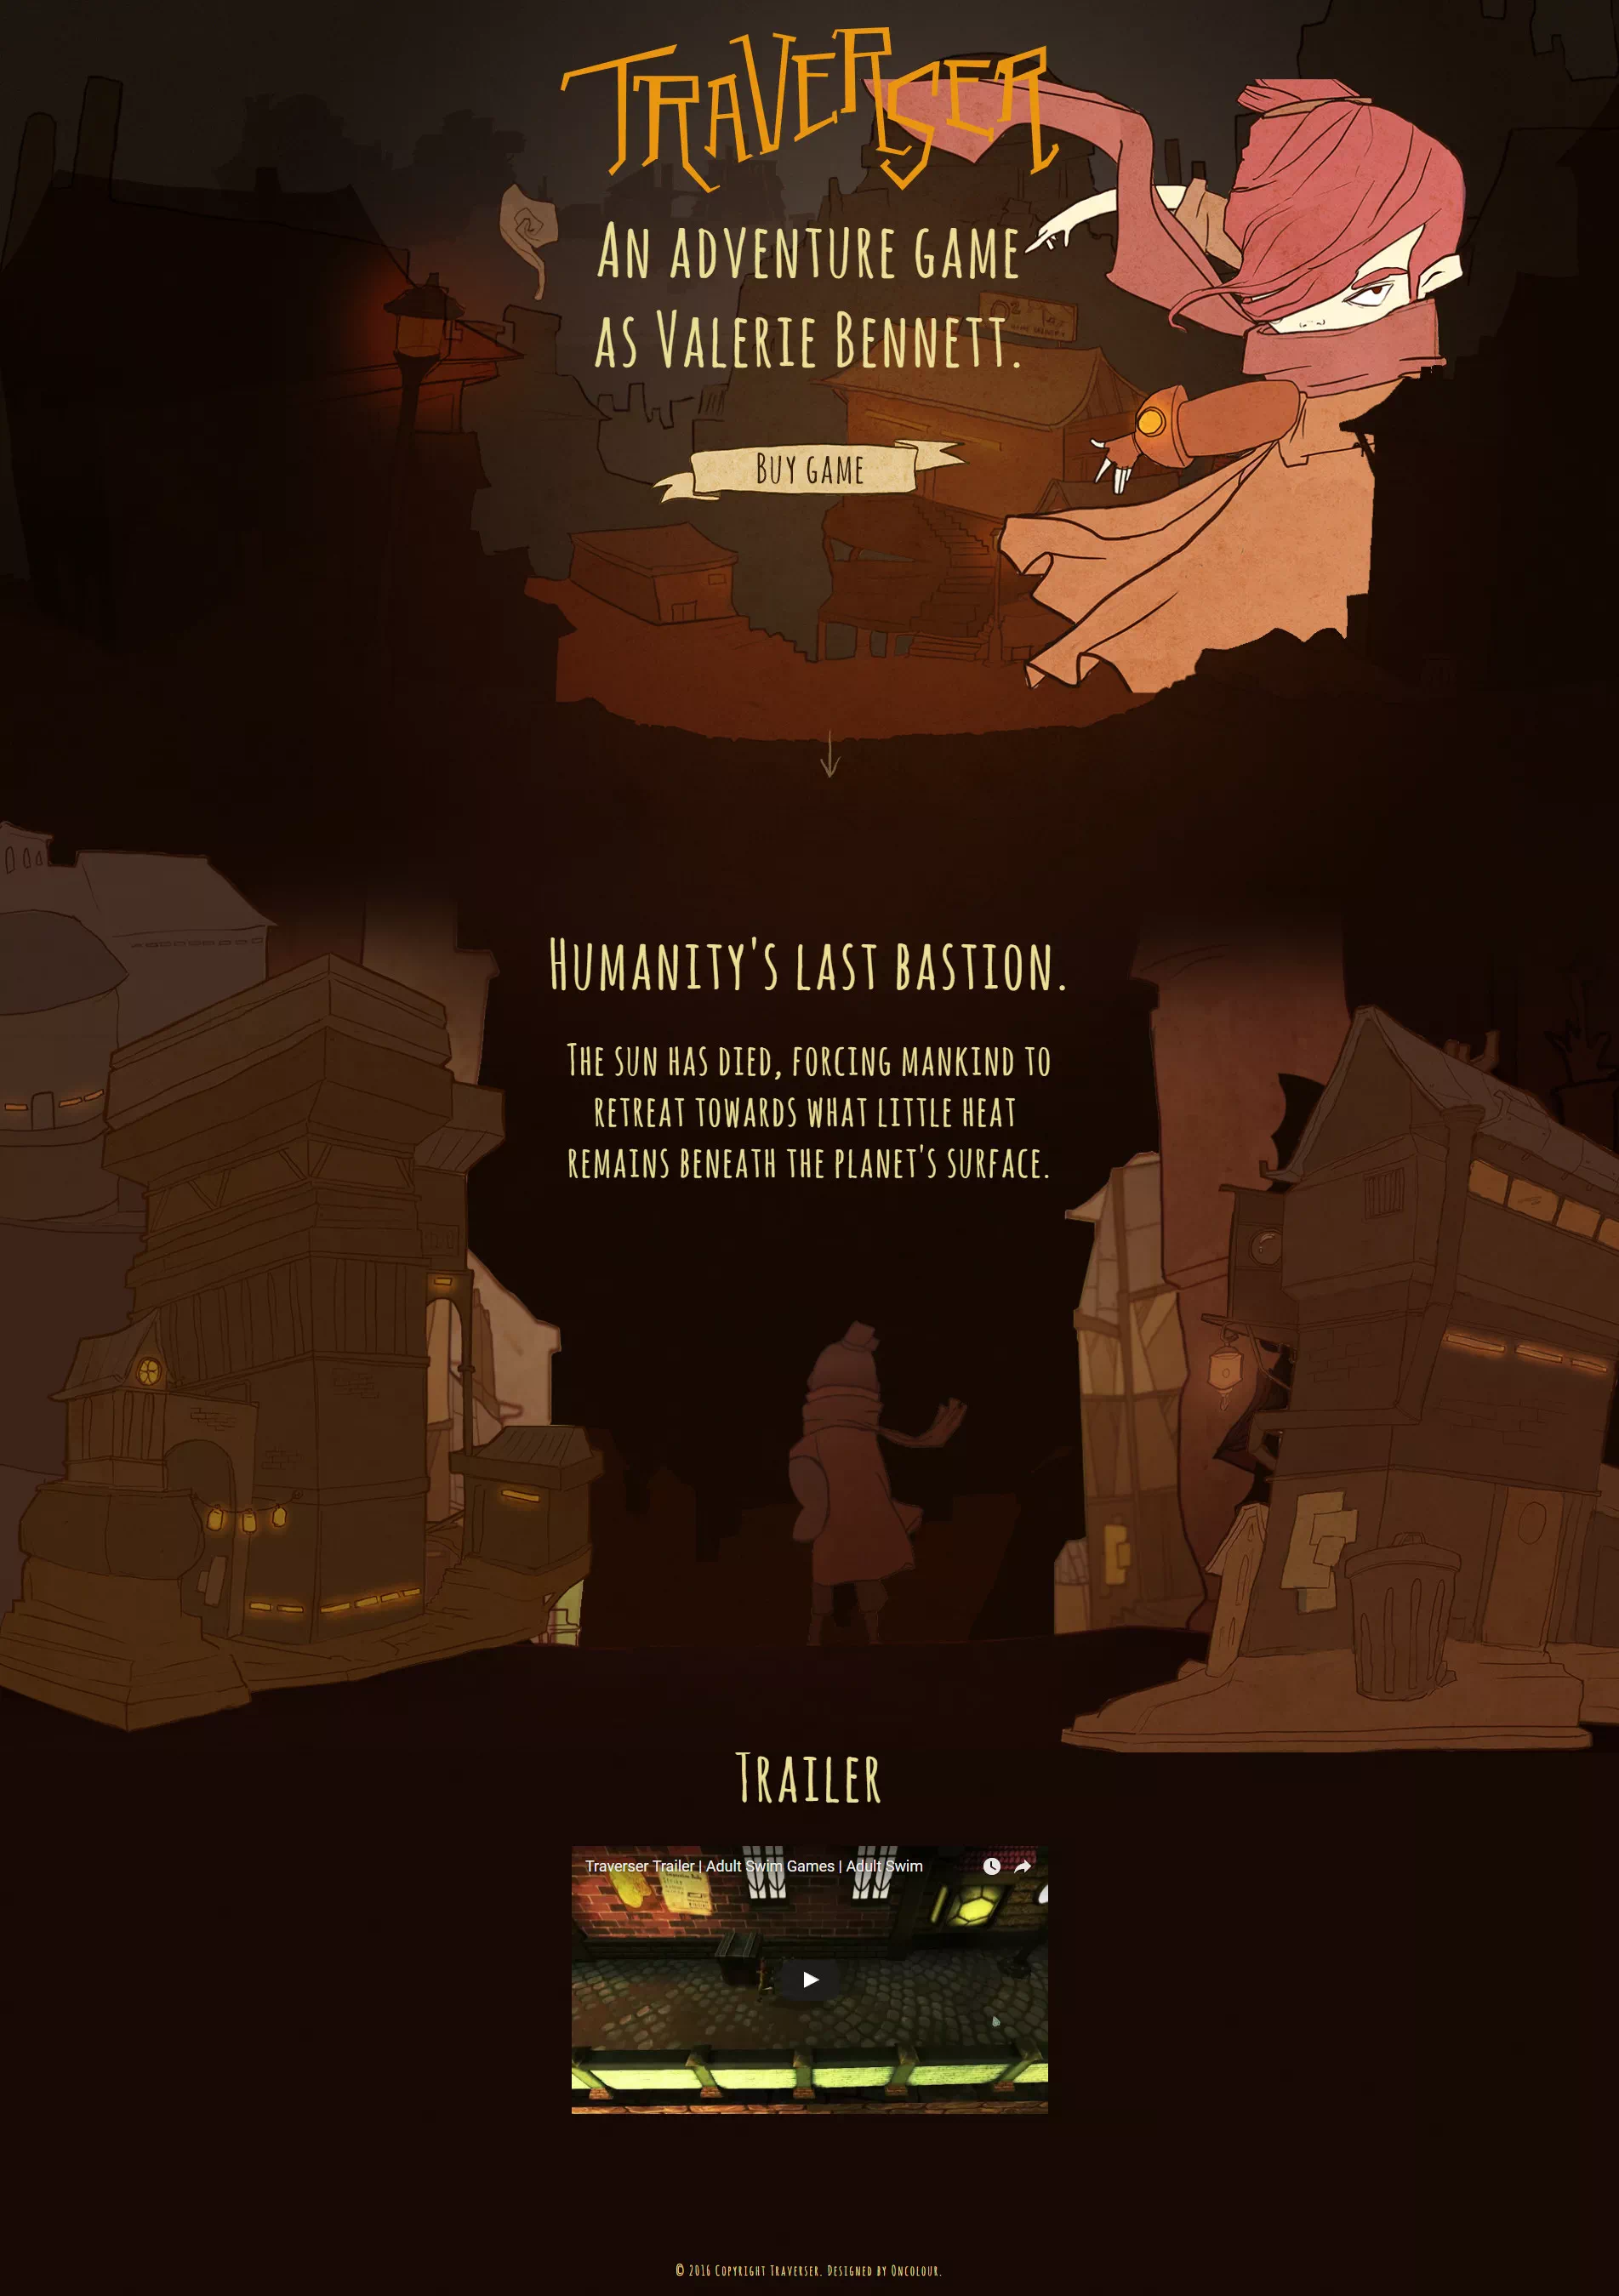 TRAVERSER
An adventure game
as Valerie Bennett.
Buy game
Humanity's last bastion.
The sun has died, forcing mankind to
retreat towards what little heat
remains beneath the planet's surface.
Trailer
Traverser Trailer | Adult Swim Games | Adult Swim
© 2016 Copyright Traverser. Designed by Oncolour.